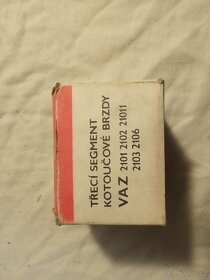 TŘECÍ SEGMENT
KOTOUČOVÉ BRZDY
VAZ 2101 2102 21011
2103 2106